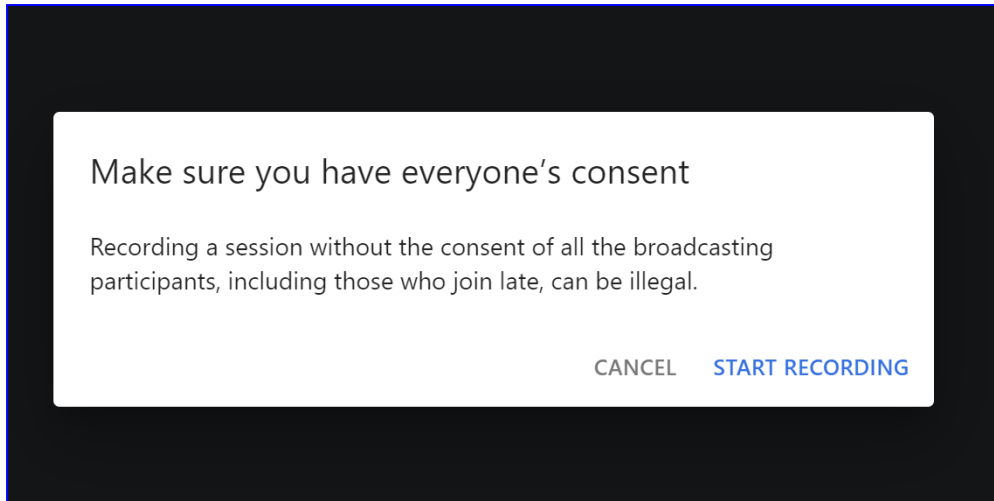 Make sure you have everyone’s consent
Recording a session without the consent of all the broadcasting
participants, including those who join late, can be illegal.
CANCEL START RECORDING